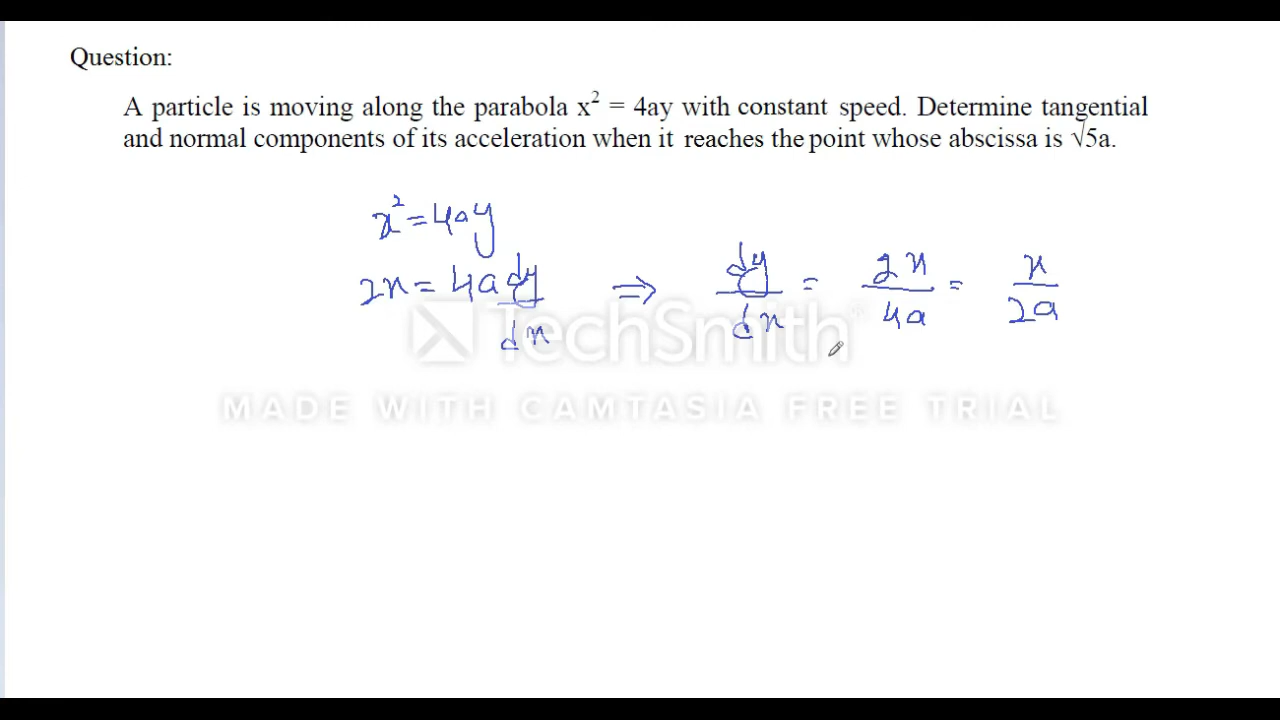 Question:
A particle is moving along the parabola x² = 4ay with constant speed. Determine tangential
and normal components of its acceleration when it reaches the point whose abscissa is √5a.
x² = 4ay
2x = 4a dy/dx ⇒ dy/dx = 2x/4a = x/2a
TechSmith
MADE WITH CAMTASIA FREE TRIAL